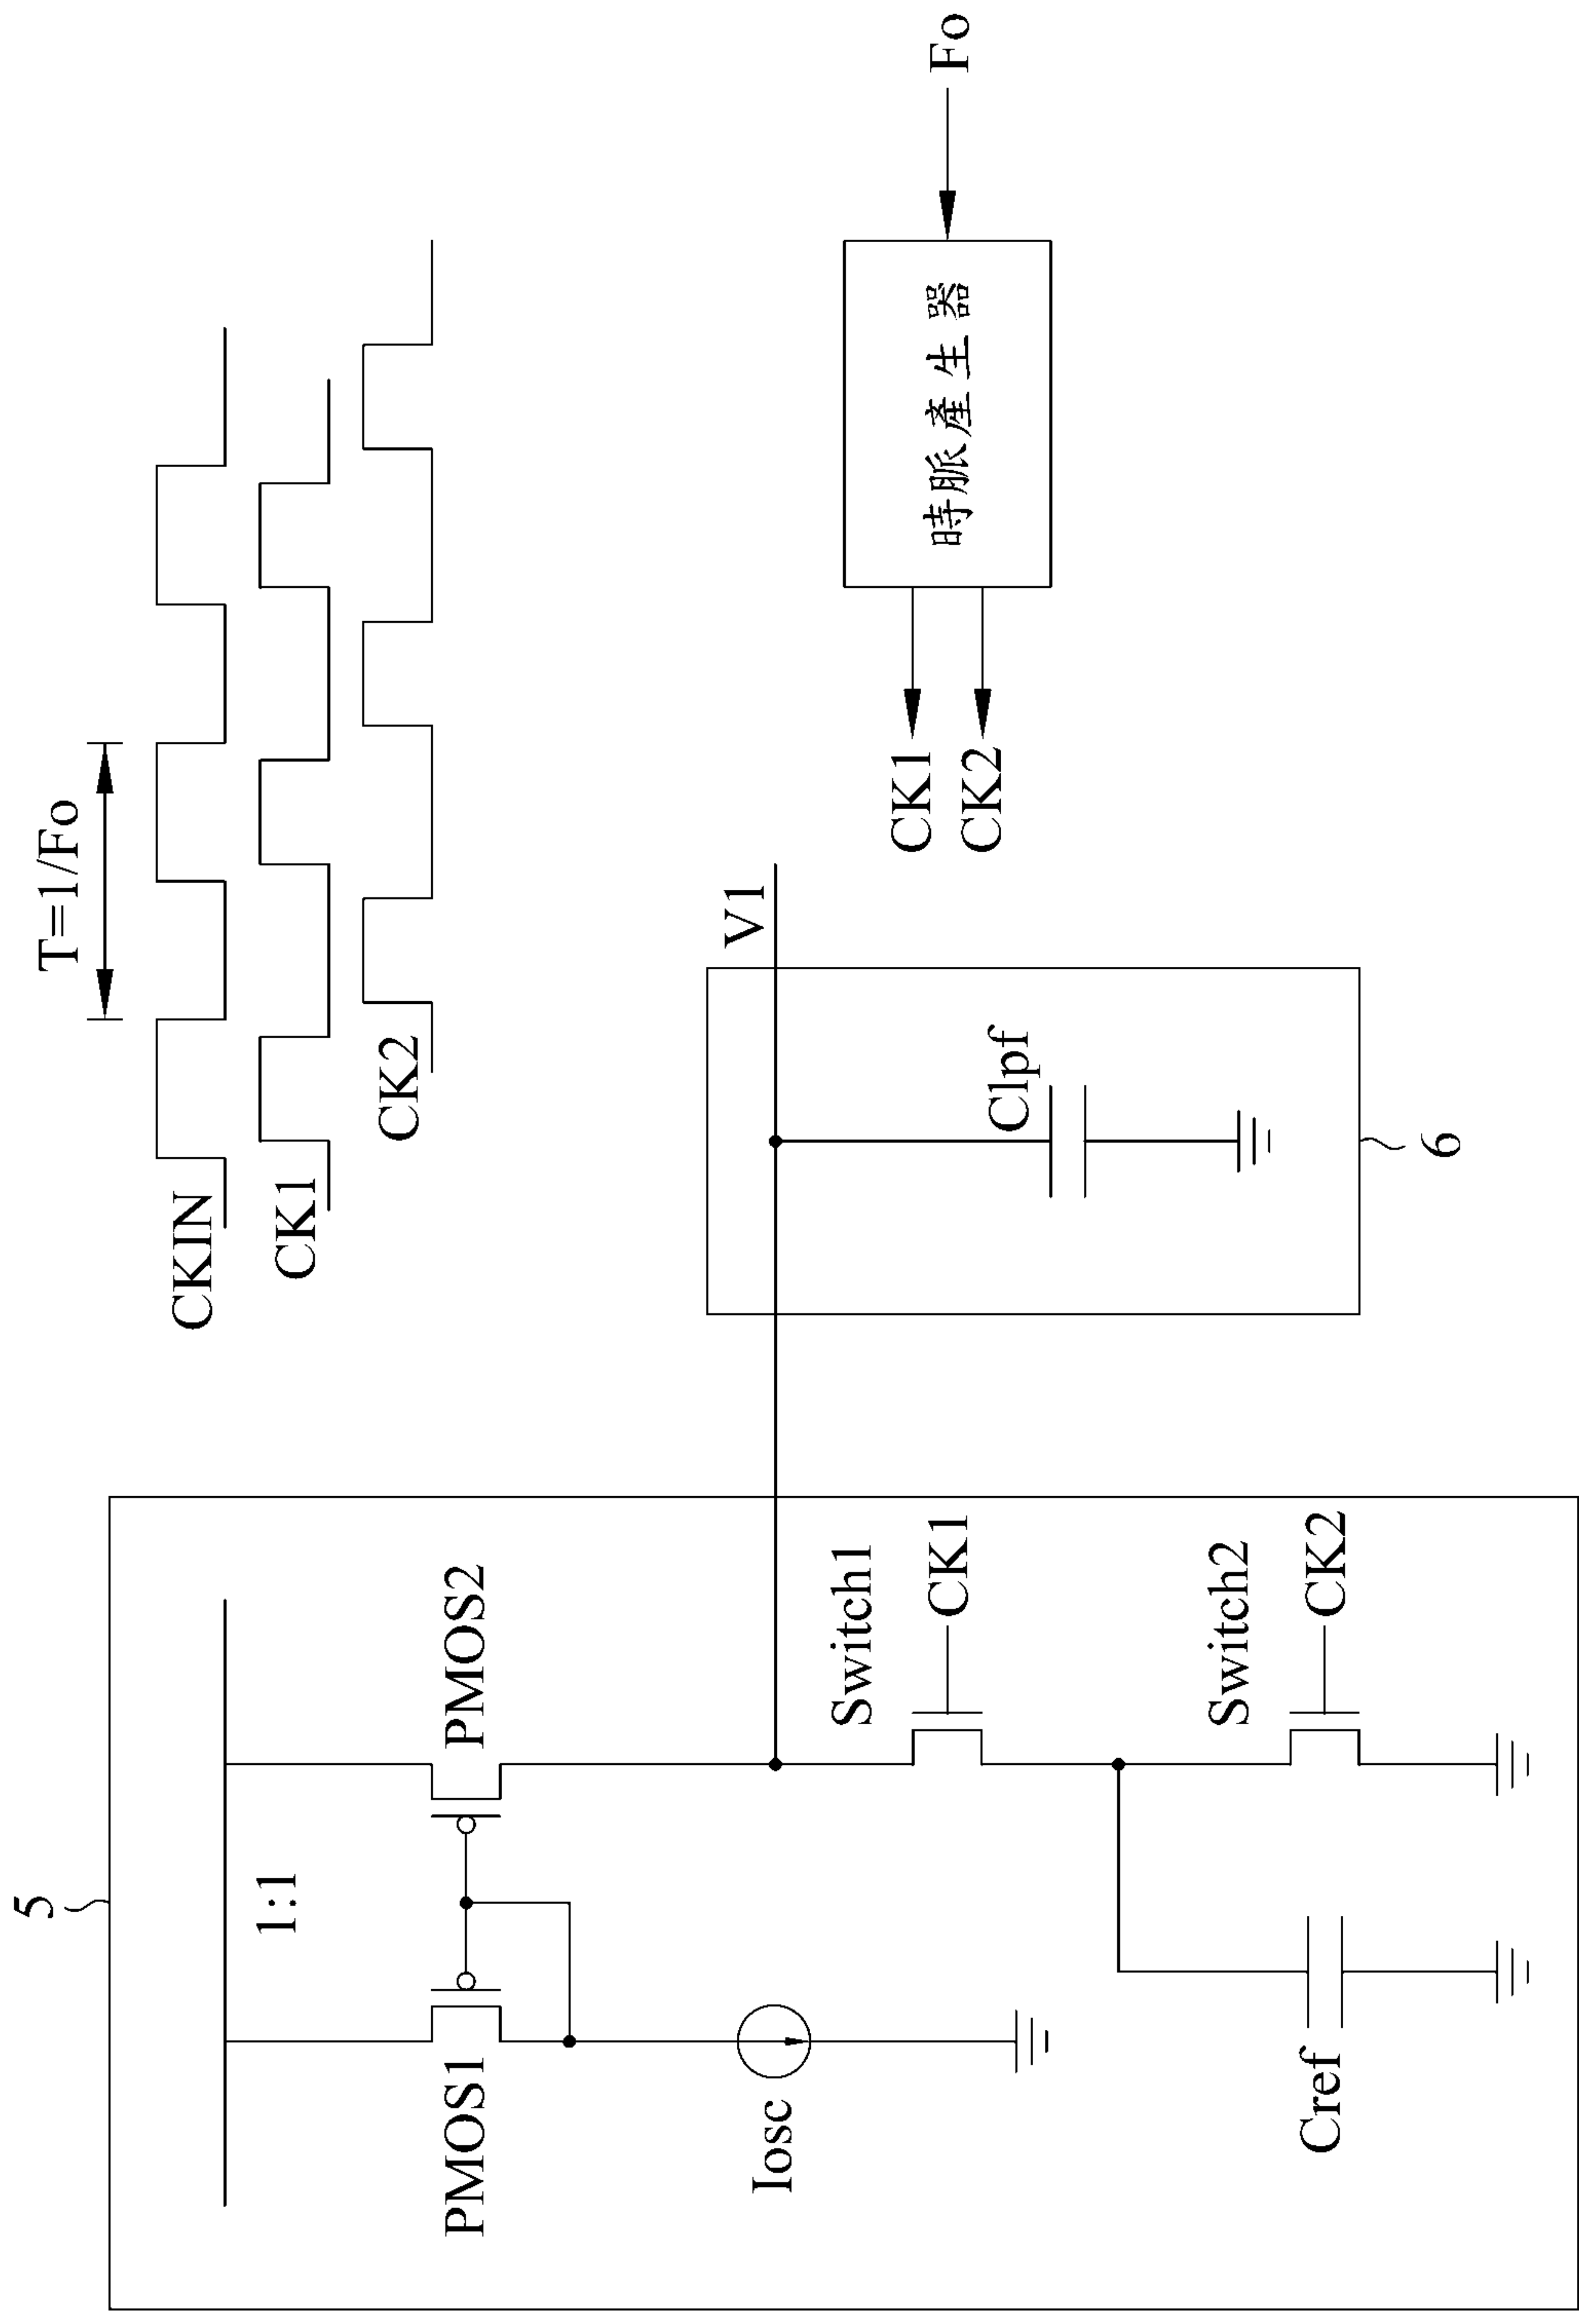 5
1:1
PMOS1
PMOS2
Iosc
Switch1
CK1
Cref
Switch2
CK2
V1
Clpf
6
T=1/Fo
CKIN
CK1
CK2
CK1
CK2
時脈產生器
Fo